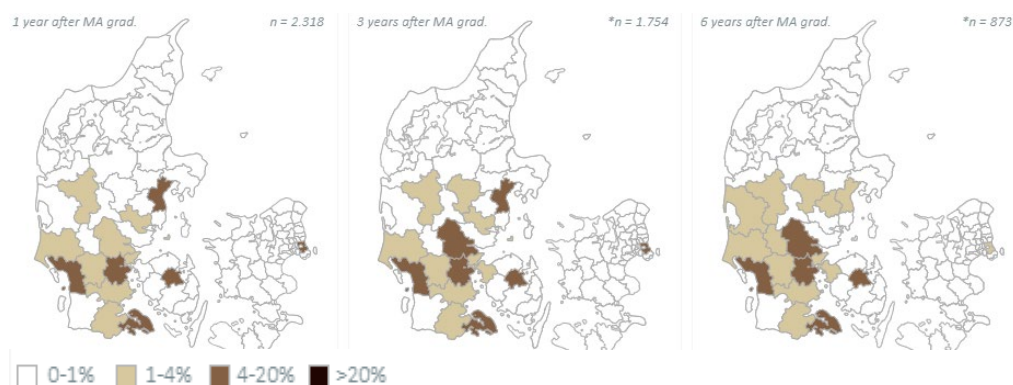 1 year after MA grad. n = 2.318
3 years after MA grad. *n = 1.754
6 years after MA grad. *n = 873
0-1% 1-4% 4-20% >20%